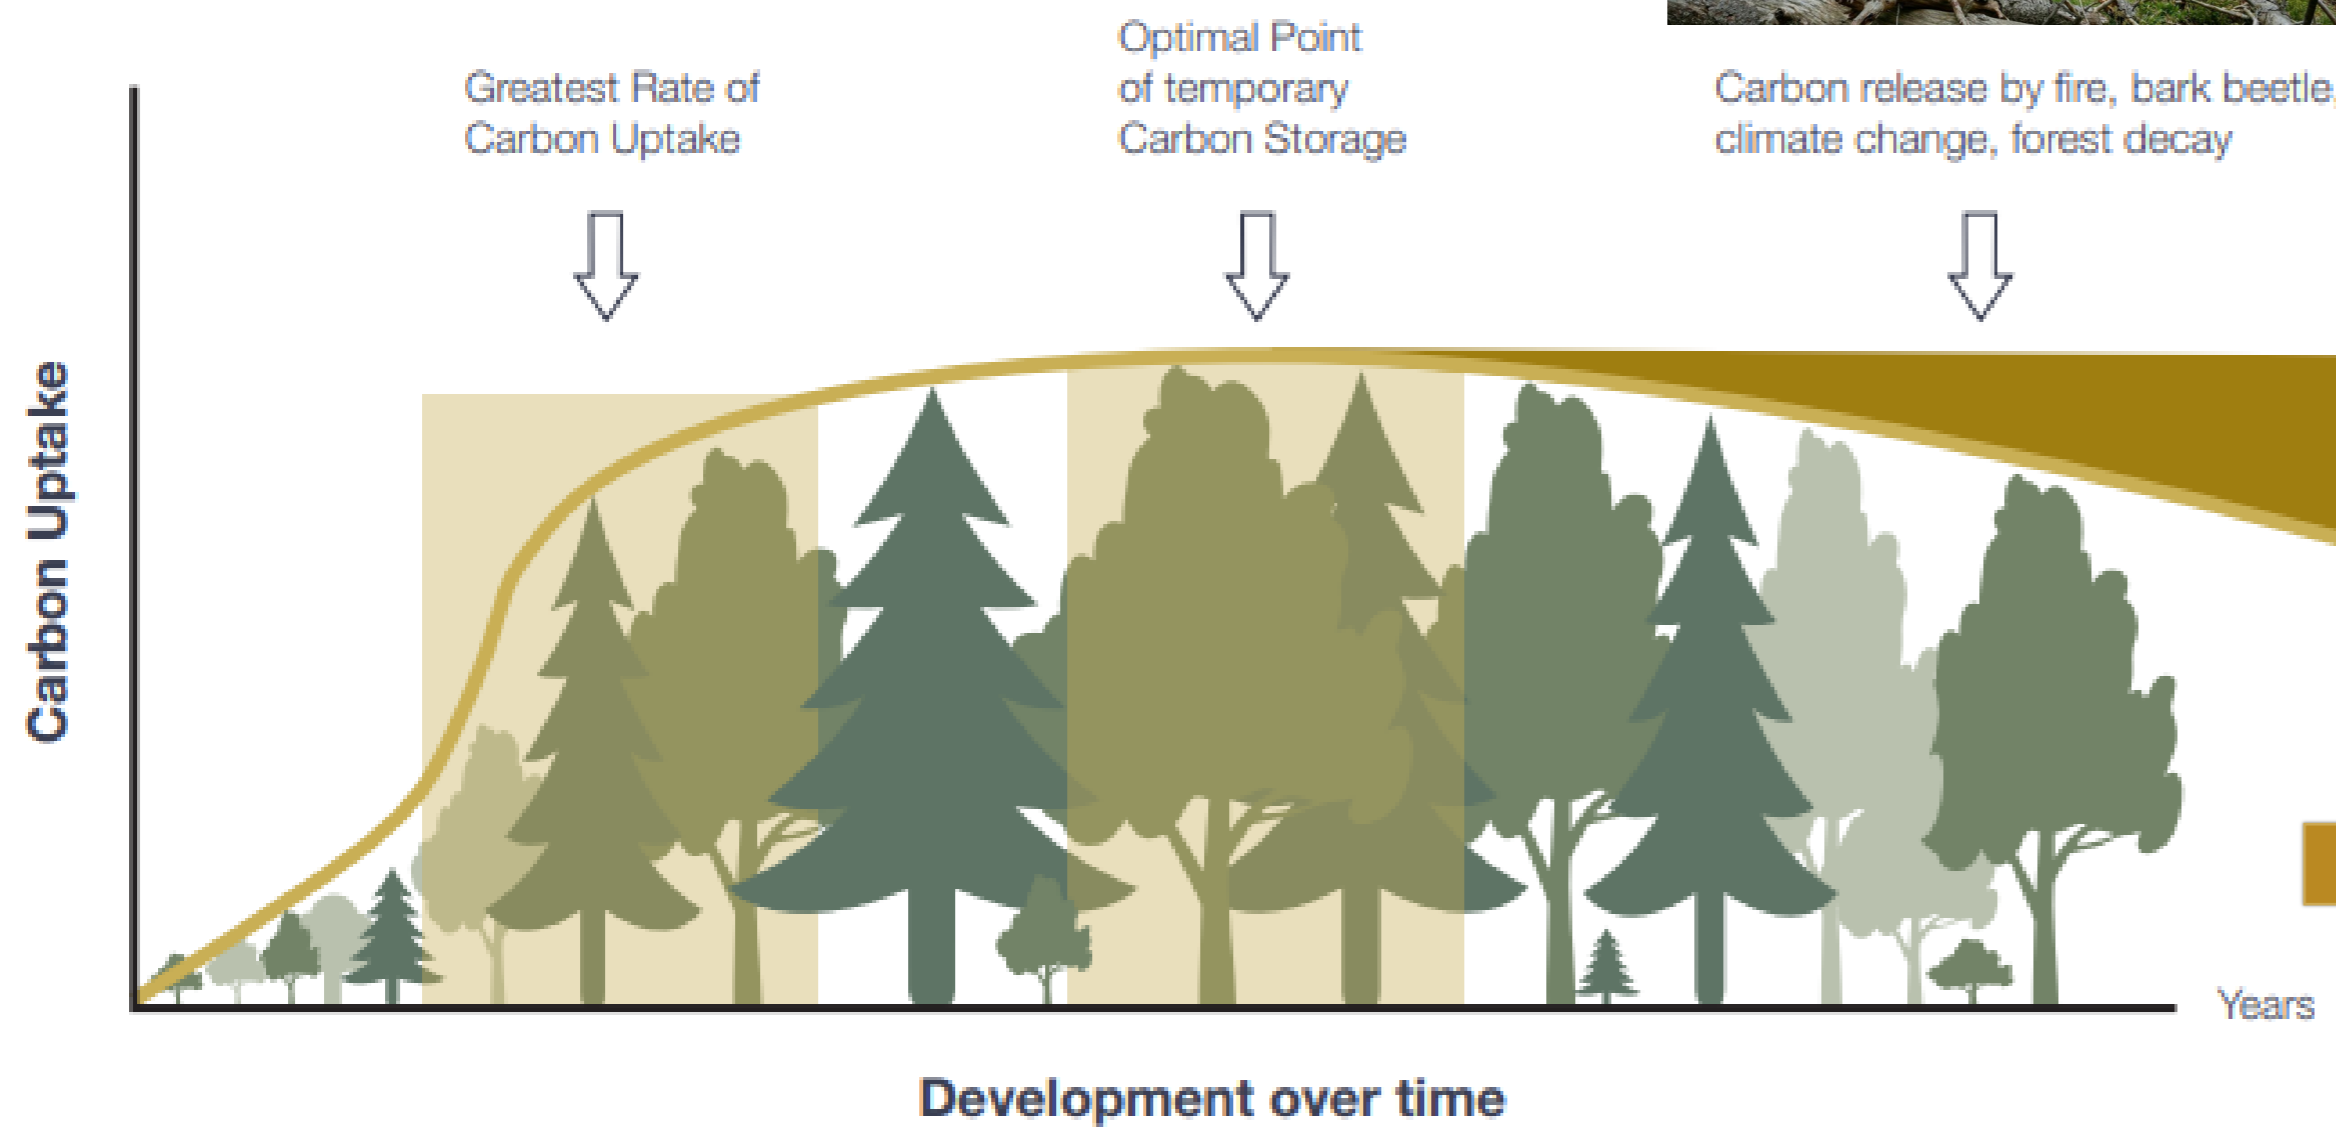 Greatest Rate of
Carbon Uptake
Optimal Point
of temporary
Carbon Storage
Carbon release by fire, bark beetle,
climate change, forest decay
Carbon Uptake
Years
Development over time